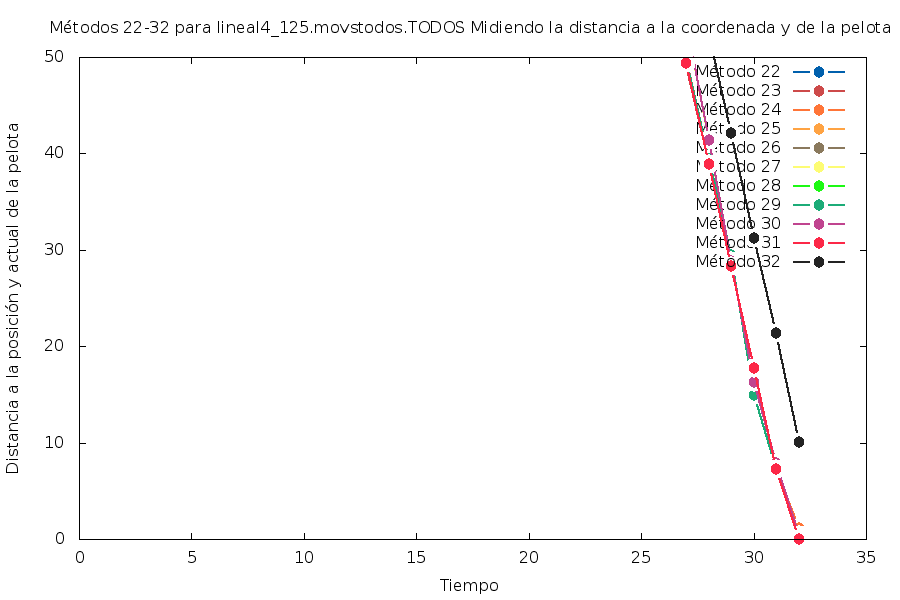 Métodos 22-32 para lineal4_125.movstodos.TODOS Midiendo la distancia a la coordenada y de la pelota
Distancia a la posición y actual de la pelota
50
40
30
20
10
0
0 5 10 15 20 25 30 35
Tiempo
Método 22
Método 23
Método 24
Método 25
Método 26
Método 27
Método 28
Método 29
Método 30
Método 31
Método 32